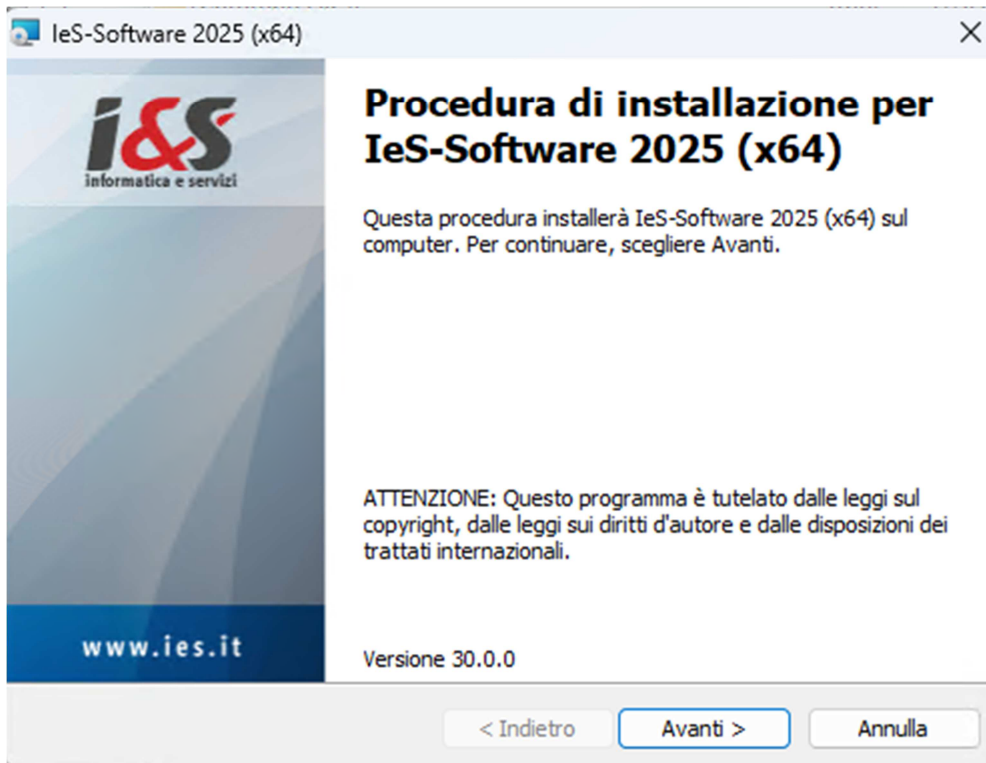 IeS-Software 2025 (x64)
i&S
informatica e servizi
Procedura di installazione per
IeS-Software 2025 (x64)
Questa procedura installerà IeS-Software 2025 (x64) sul
computer. Per continuare, scegliere Avanti.
ATTENZIONE: Questo programma è tutelato dalle leggi sul
copyright, dalle leggi sui diritti d'autore e dalle disposizioni dei
trattati internazionali.
www.ies.it
Versione 30.0.0
< Indietro
Avanti >
Annulla